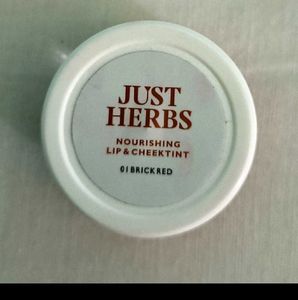 JUST
HERBS
NOURISHING
LIP & CHEEKTINT
01 BRICK RED